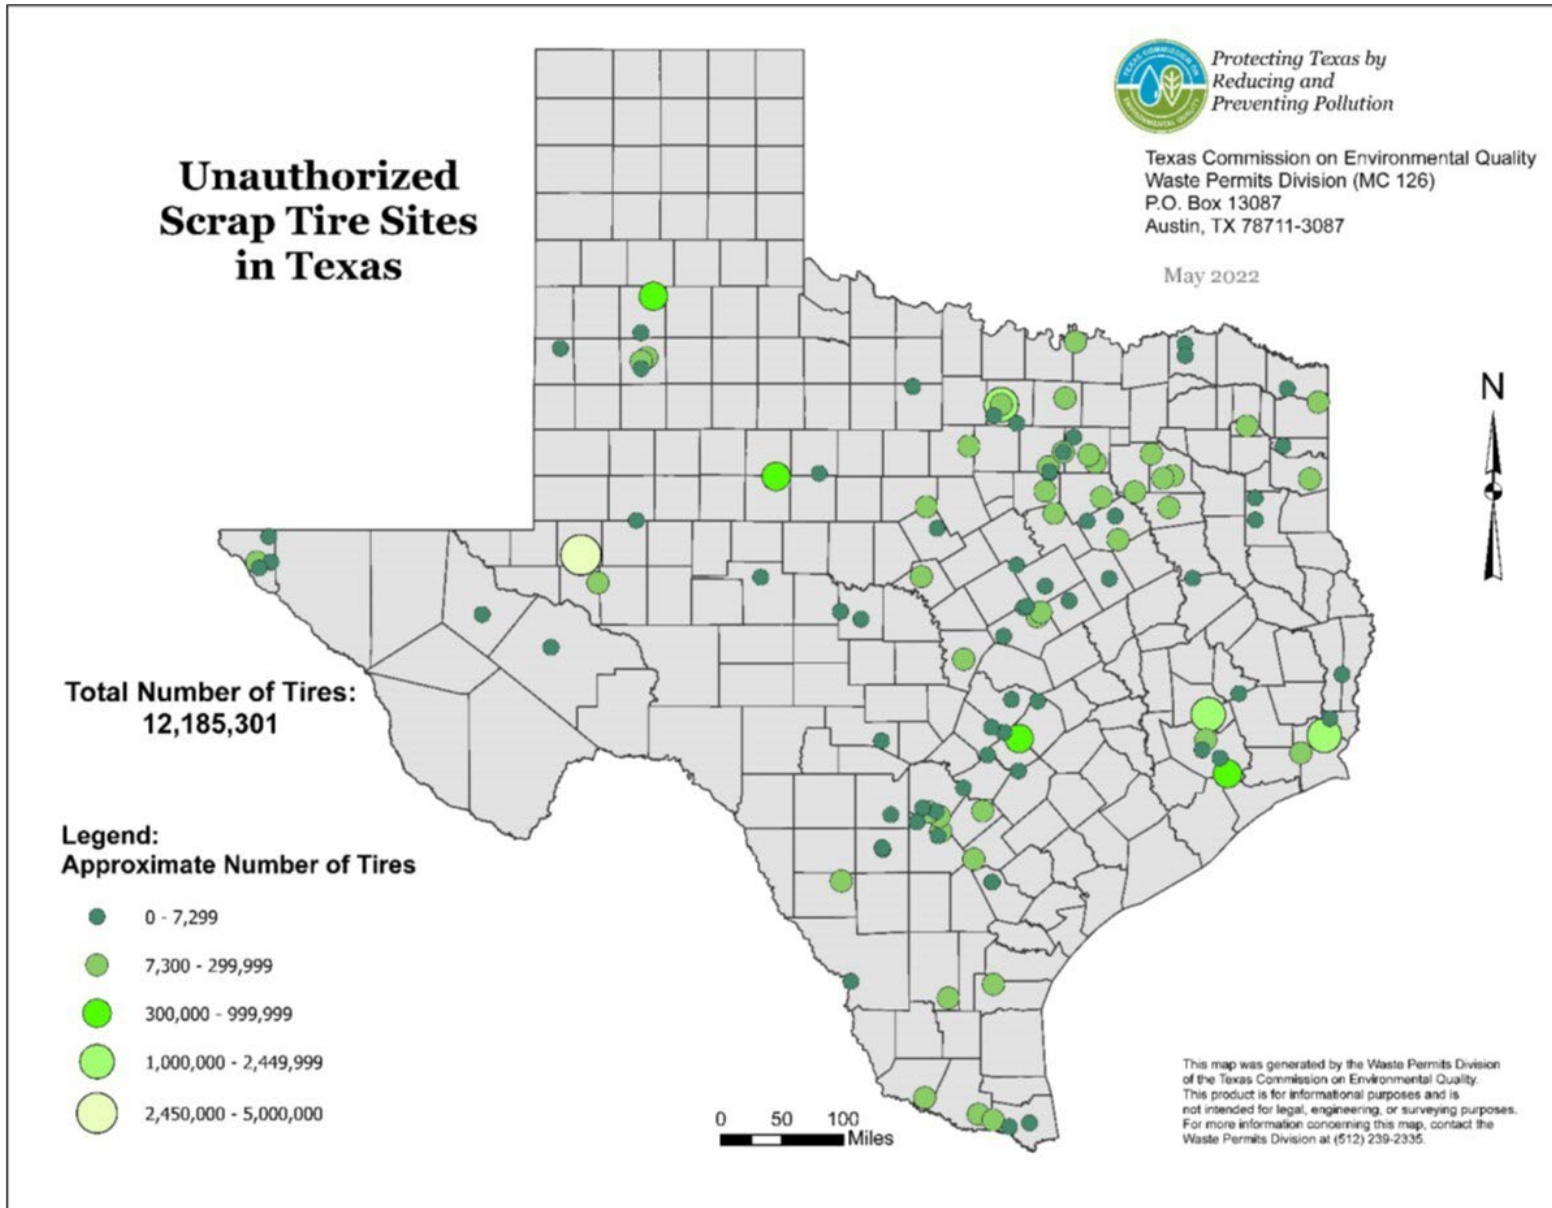 Unauthorized
Scrap Tire Sites
in Texas
TEXAS COMMISSION ON
ENVIRONMENTAL QUALITY
Protecting Texas by
Reducing and
Preventing Pollution
Texas Commission on Environmental Quality
Waste Permits Division (MC 126)
P.O. Box 13087
Austin, TX 78711-3087
May 2022
N
Total Number of Tires:
12,185,301
Legend:
Approximate Number of Tires
0 - 7,299
7,300 - 299,999
300,000 - 999,999
1,000,000 - 2,449,999
2,450,000 - 5,000,000
0 50 100
Miles
This map was generated by the Waste Permits Division
of the Texas Commission on Environmental Quality.
This product is for informational purposes and is
not intended for legal, engineering, or surveying purposes.
For more information concerning this map, contact the
Waste Permits Division at (512) 239-2335.